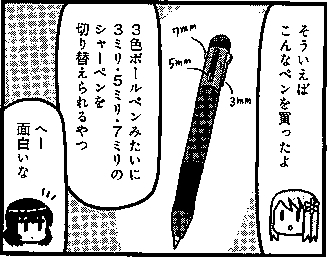 そういえば
こんなペンを買ったよ
7mm
5mm
3mm
3色ボールペンみたいに
3ミリ・5ミリ・7ミリの
シャーペンを
切り替えられるやつ
へー
面白いな